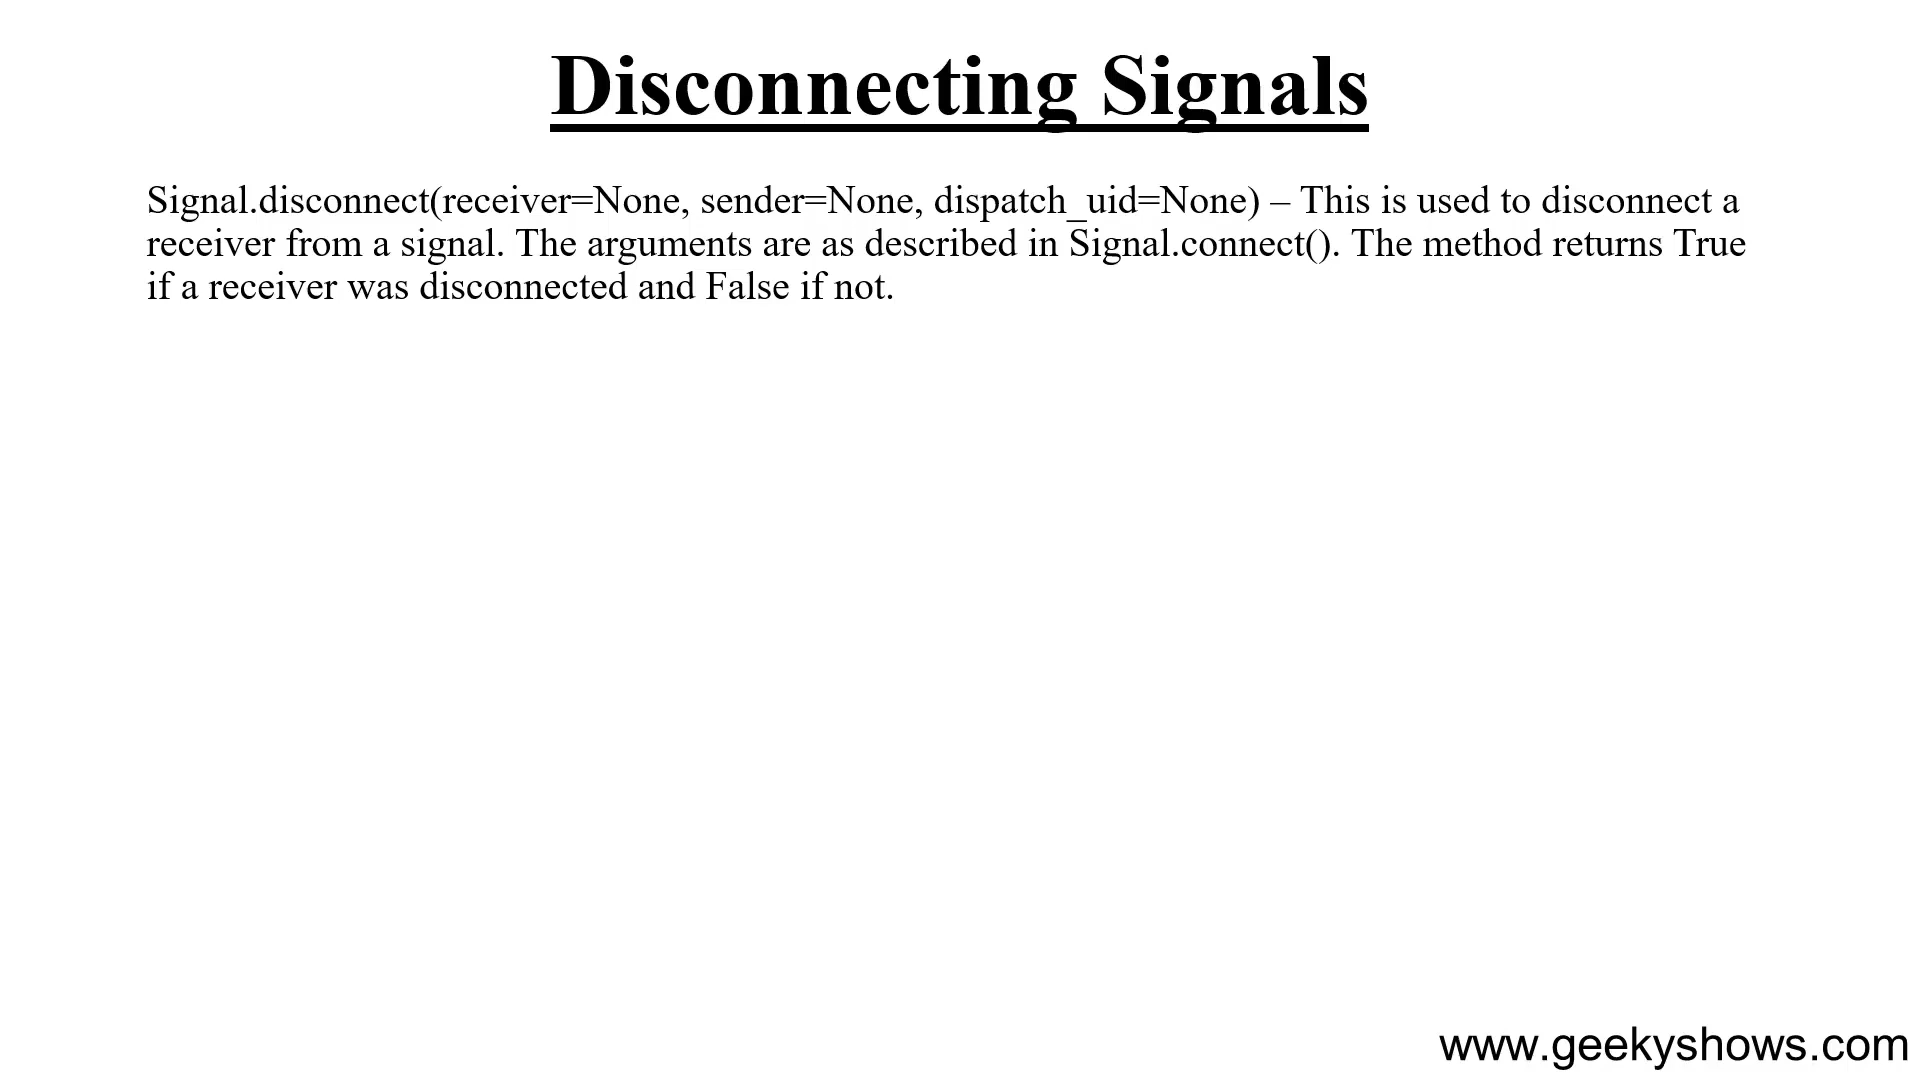 Disconnecting Signals
Signal.disconnect(receiver=None, sender=None, dispatch_uid=None) – This is used to disconnect a
receiver from a signal. The arguments are as described in Signal.connect(). The method returns True
if a receiver was disconnected and False if not.
www.geekyshows.com